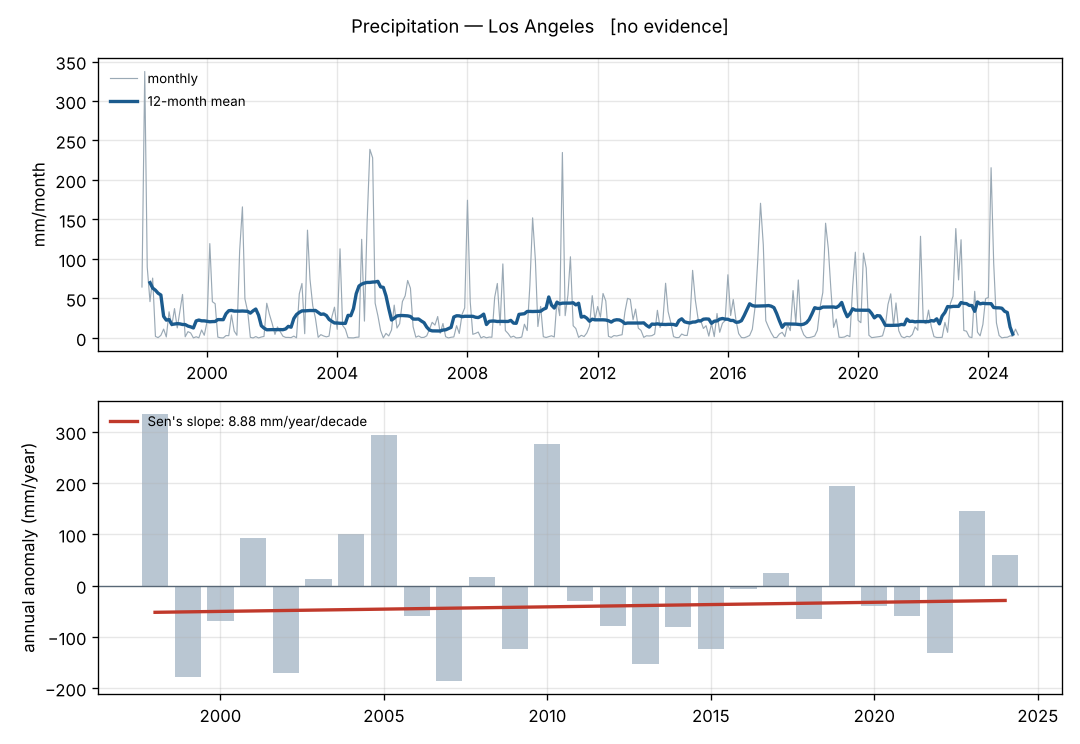 Precipitation — Los Angeles   [no evidence]
350
300
250
200
150
100
50
0
mm/month
monthly
12-month mean
2000 2004 2008 2012 2016 2020 2024
300
200
100
0
−100
−200
annual anomaly (mm/year)
Sen's slope: 8.88 mm/year/decade
2000 2005 2010 2015 2020 2025